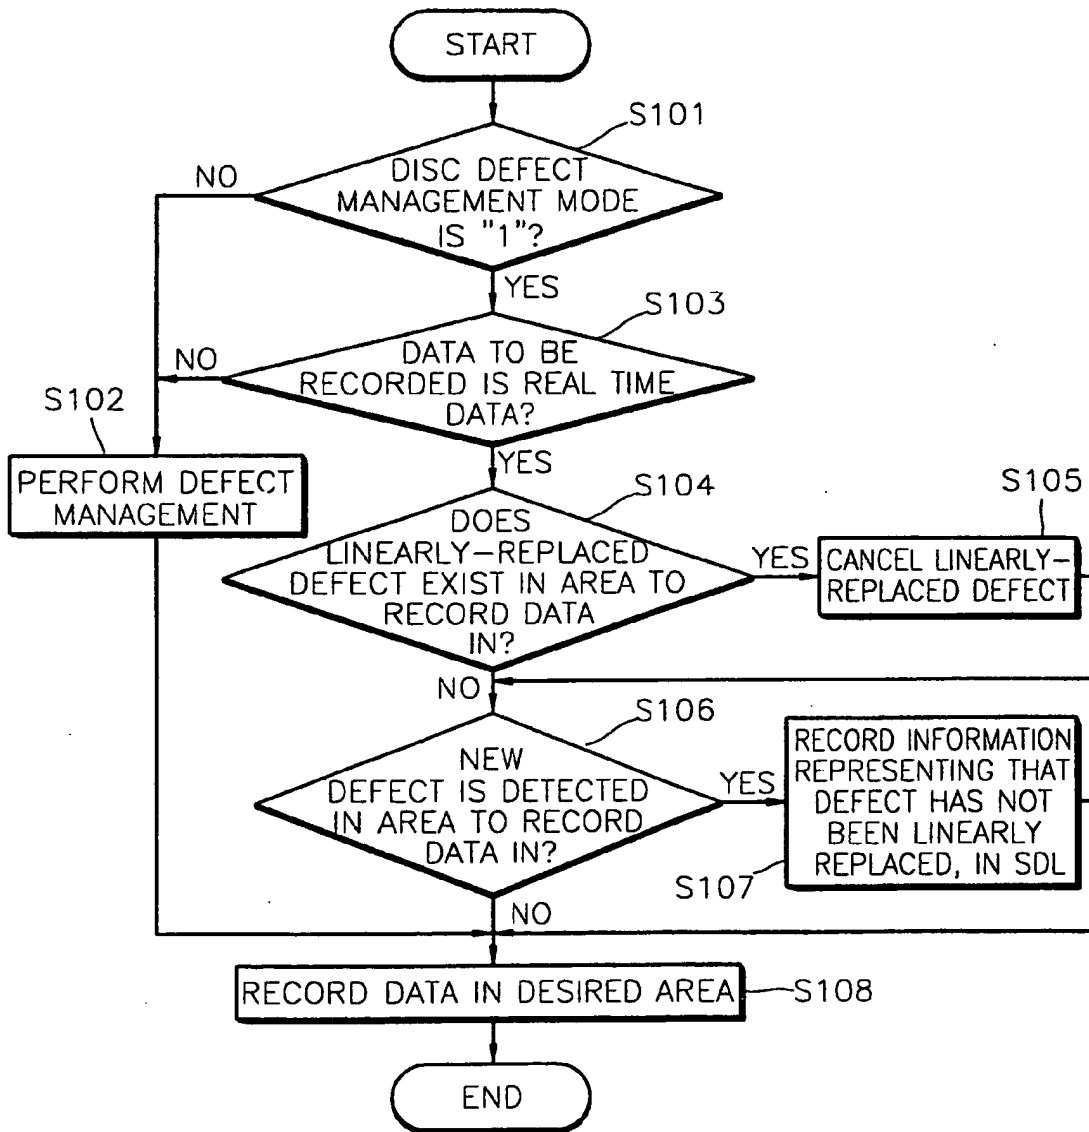 START
S101
NO
DISC DEFECT
MANAGEMENT MODE
IS "1"?
YES
S103
NO
DATA TO BE
RECORDED IS REAL TIME
DATA?
S102
YES
PERFORM DEFECT
MANAGEMENT
S104
S105
DOES
LINEARLY-REPLACED
DEFECT EXIST IN AREA TO
RECORD DATA
IN?
YES
CANCEL LINEARLY-
REPLACED DEFECT
NO
S106
NEW
DEFECT IS DETECTED
IN AREA TO RECORD
DATA IN?
YES
RECORD INFORMATION
REPRESENTING THAT
DEFECT HAS NOT
BEEN LINEARLY
REPLACED, IN SDL
S107
NO
RECORD DATA IN DESIRED AREA
S108
END